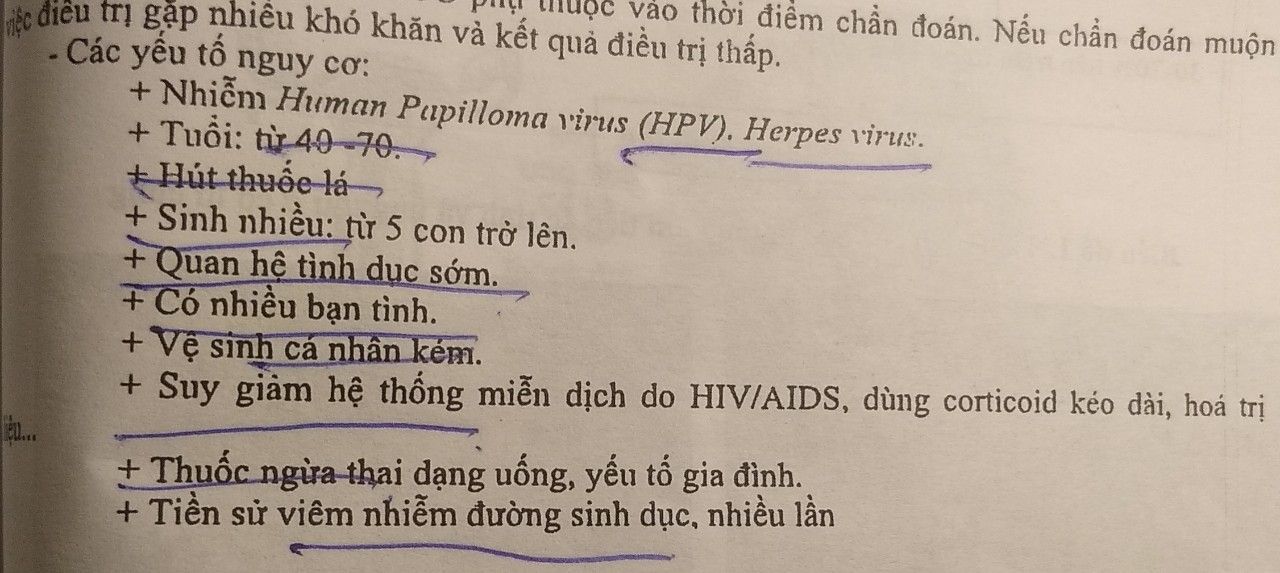 thuộc vào thời điểm chẩn đoán. Nếu chẩn đoán muộn
việc điều trị gặp nhiều khó khăn và kết quả điều trị thấp.
- Các yếu tố nguy cơ:
+ Nhiễm Human Papilloma virus (HPV). Herpes virus.
+ Tuổi: từ 40 -70.
+ Hút thuốc lá
+ Sinh nhiều: từ 5 con trở lên.
+ Quan hệ tình dục sớm.
+ Có nhiều bạn tình.
+ Vệ sinh cá nhân kém.
+ Suy giảm hệ thống miễn dịch do HIV/AIDS, dùng corticoid kéo dài, hoá trị
+ Thuốc ngừa thai dạng uống, yếu tố gia đình.
+ Tiền sử viêm nhiễm đường sinh dục, nhiều lần